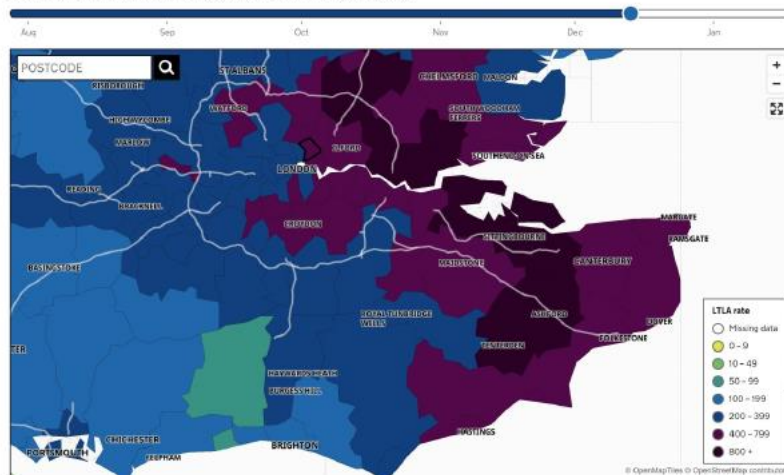 Aug Sep Oct Nov Dec Jan
POSTCODE
ST ALBANS
CHELMSFORD
MALDON
RISBOROUGH
WATFORD
HIGH WYCOMBE
SOUTH WOODHAM
FERRERS
MARLOW
ILFORD
SOUTHEND-ON-SEA
LONDON
READING
BRACKNELL
MARGATE
CROYDON
SITTINGBOURNE
RAMSGATE
BASINGSTOKE
MAIDSTONE
CANTERBURY
ROYAL TUNBRIDGE
WELLS
ASHFORD
DOVER
FOLKESTONE
TENTERDEN
HAYWARDS HEATH
BURGESS HILL
HASTINGS
CHICHESTER
BRIGHTON
PORTSMOUTH
LTLA rate
Missing data
0 – 9
10 – 49
50 – 99
100 – 199
200 – 399
400 – 799
800 +
© OpenMapTiles © OpenStreetMap contributors